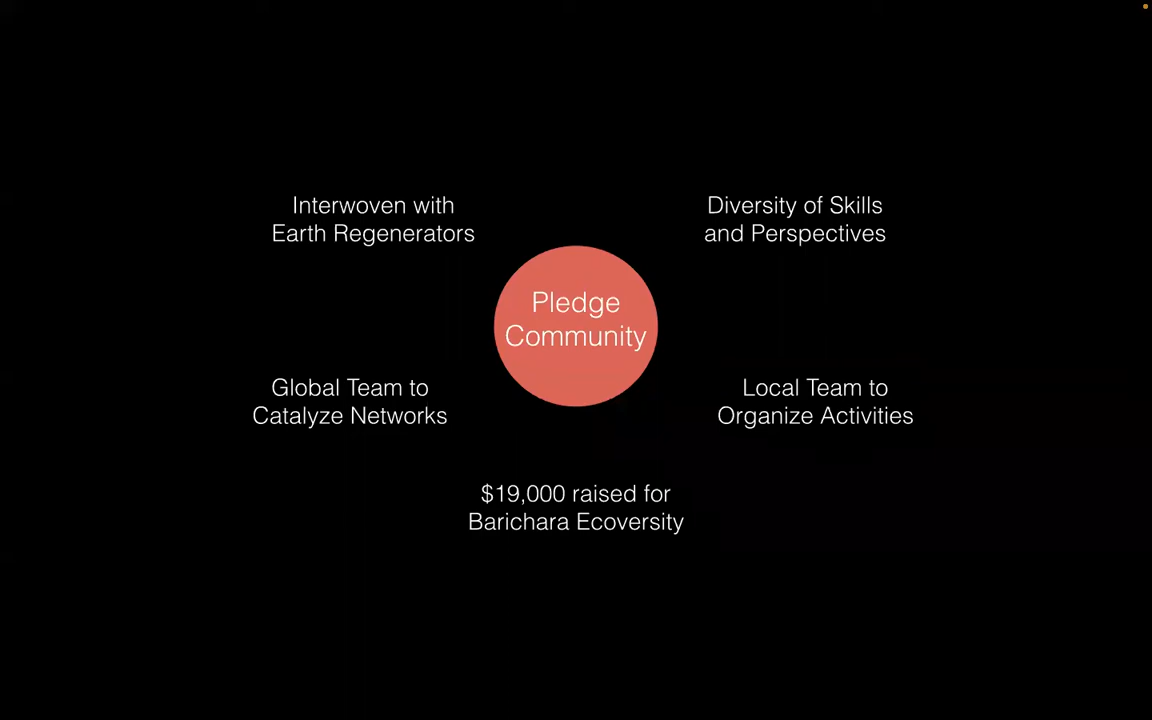 Interwoven with
Earth Regenerators
Diversity of Skills
and Perspectives
Pledge
Community
Global Team to
Catalyze Networks
Local Team to
Organize Activities
$19,000 raised for
Barichara Ecoversity